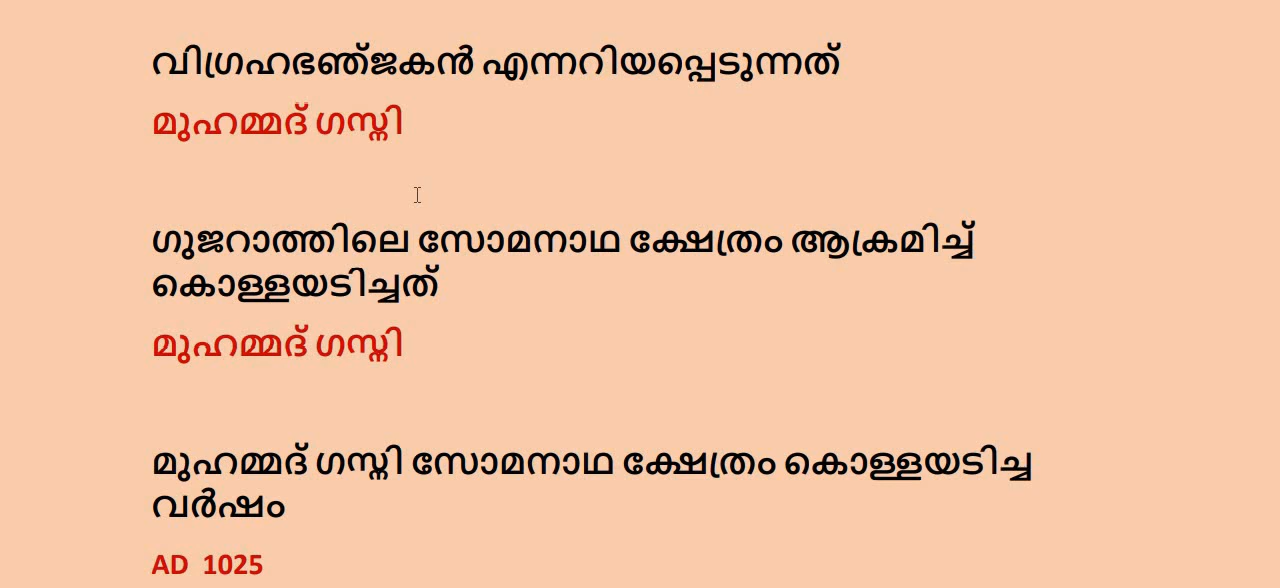 വിഗ്രഹഭഞ്ജകൻ എന്നറിയപ്പെടുന്നത്
മുഹമ്മദ് ഗസ്നി
ഗുജറാത്തിലെ സോമനാഥ ക്ഷേത്രം ആക്രമിച്ച്
കൊള്ളയടിച്ചത്
മുഹമ്മദ് ഗസ്നി
മുഹമ്മദ് ഗസ്നി സോമനാഥ ക്ഷേത്രം കൊള്ളയടിച്ച
വർഷം
AD 1025